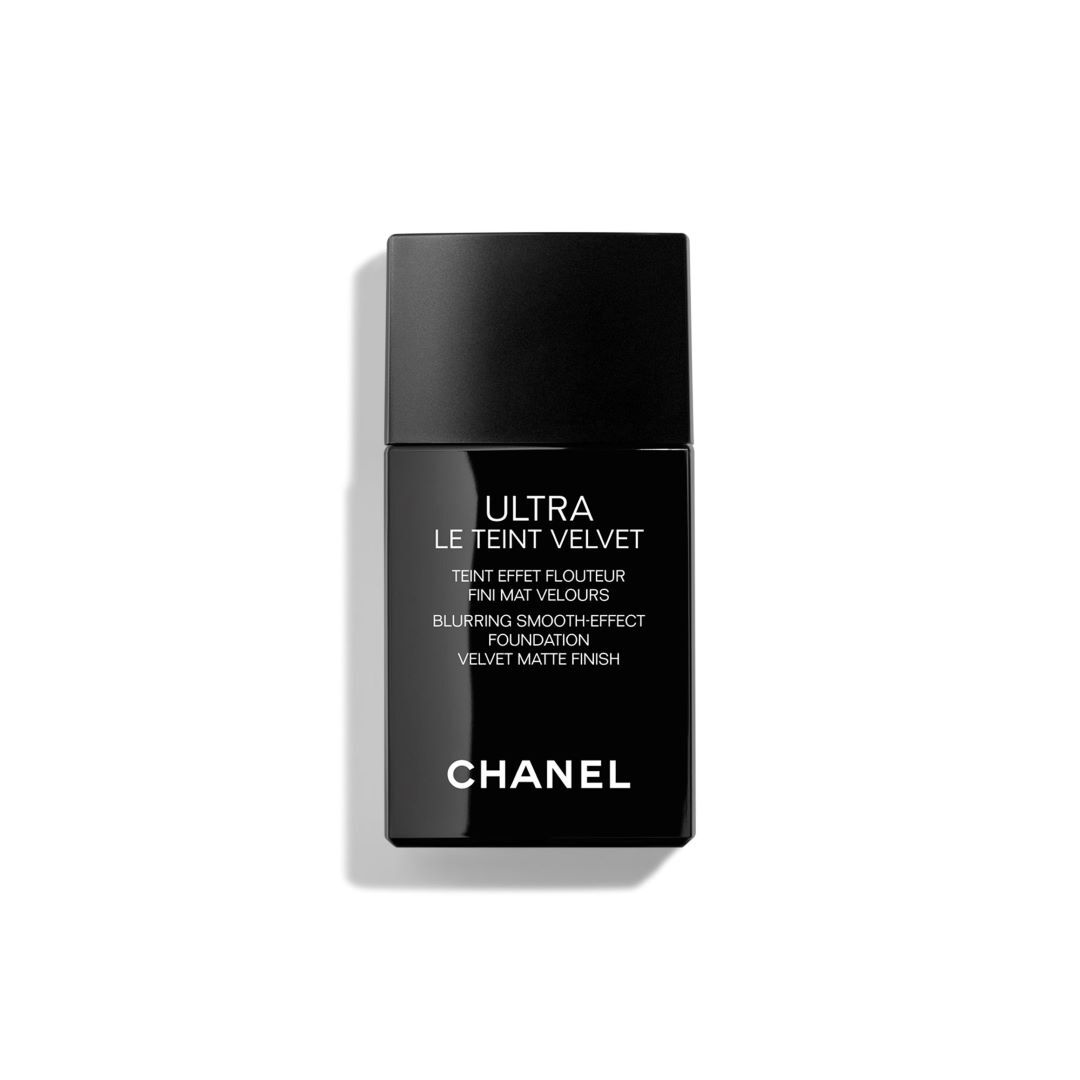 ULTRA
LE TEINT VELVET
TEINT EFFET FLOUTEUR
FINI MAT VELOURS
BLURRING SMOOTH-EFFECT
FOUNDATION
VELVET MATTE FINISH
CHANEL